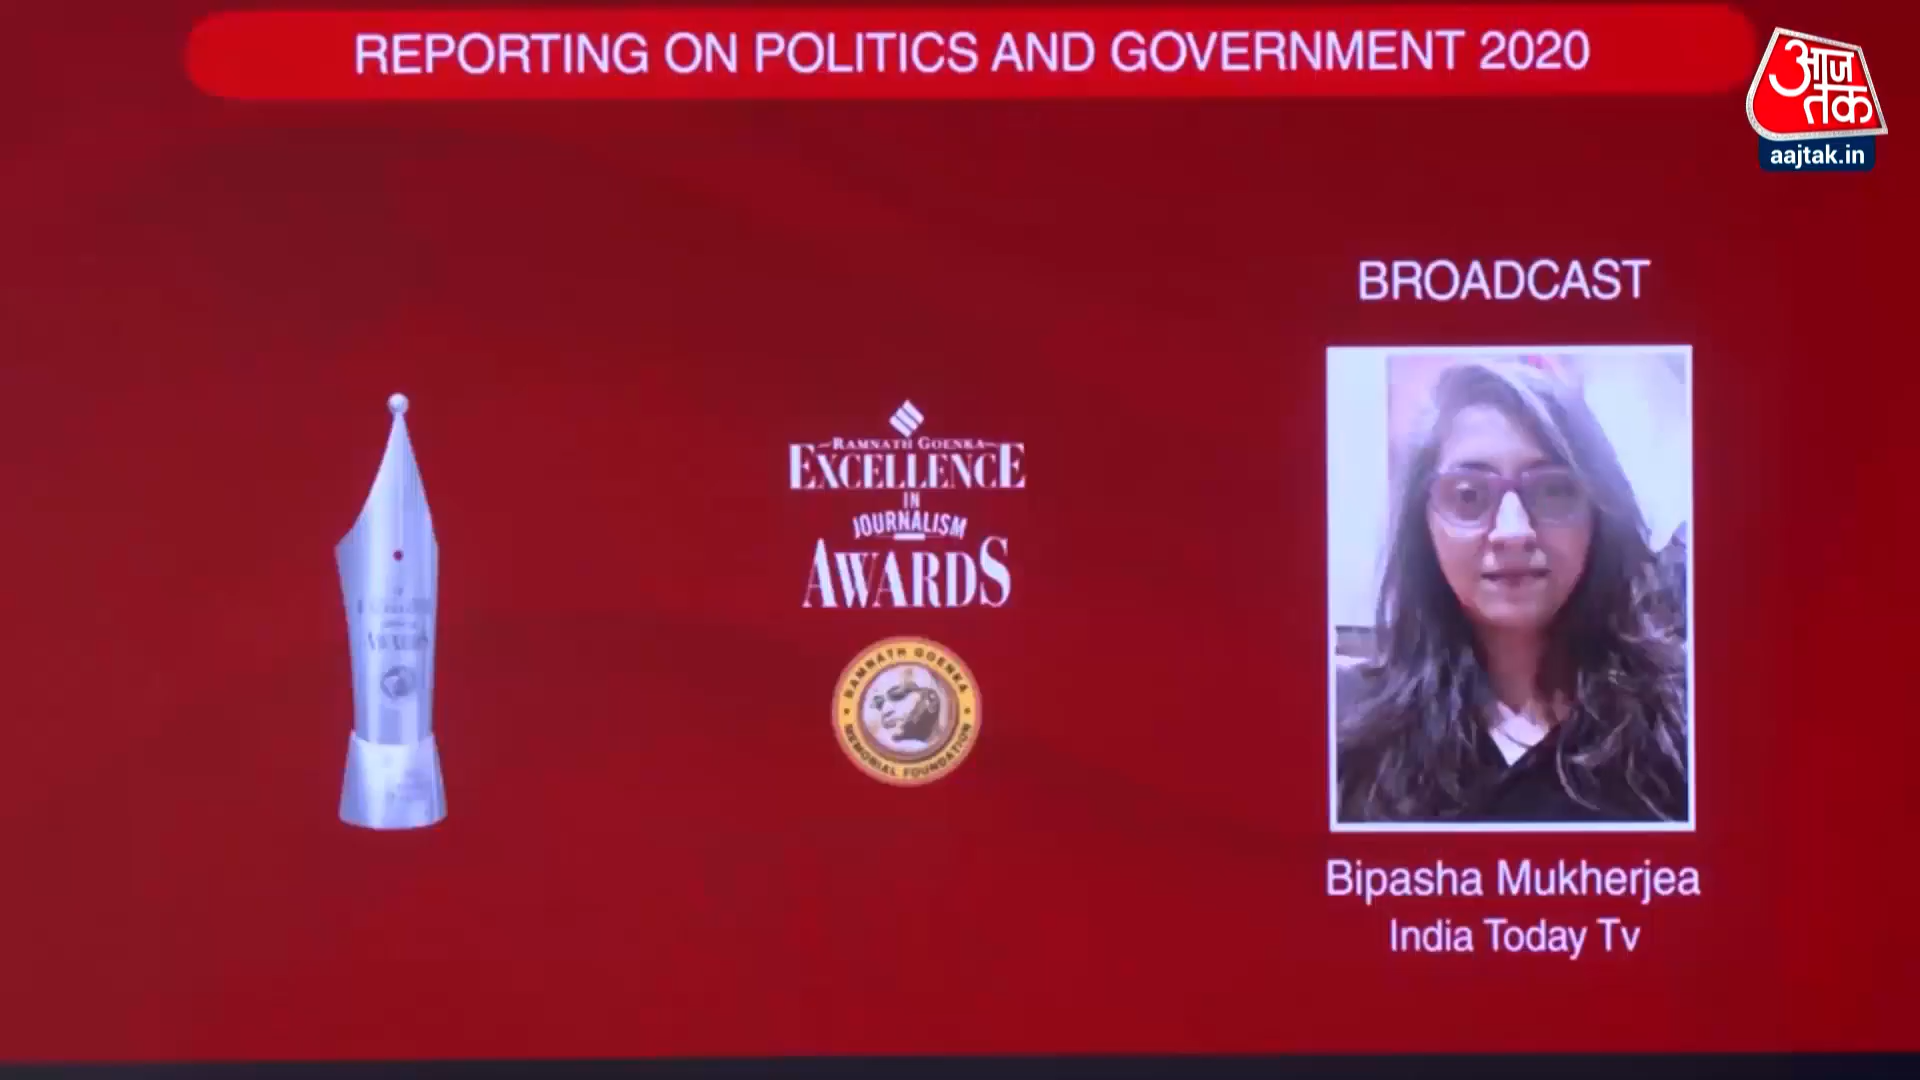 REPORTING ON POLITICS AND GOVERNMENT 2020
आज
तक
aajtak.in
BROADCAST
RAMNATH GOENKA
EXCELLENCE
IN
JOURNALISM
AWARDS
AWARDS
RAMNATH GOENKA
MEMORIAL FOUNDATION
Bipasha Mukherjea
India Today Tv